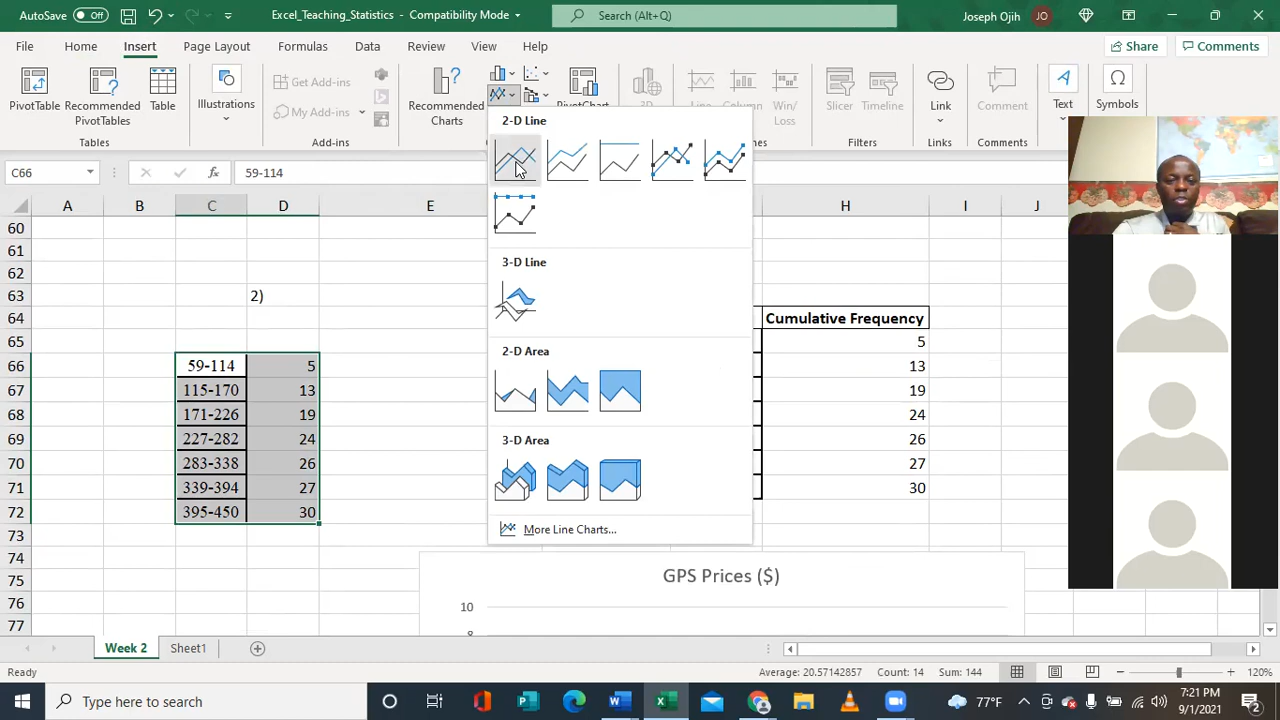 AutoSave Off Excel_Teaching_Statistics - Compatibility Mode Search (Alt+Q) Joseph Ojih JO
File Home Insert Page Layout Formulas Data Review View Help Share Comments
PivotTable Recommended PivotTables Table Illustrations Get Add-ins My Add-ins Recommended Charts PivotChart 3D Line Column Win/Loss Slicer Timeline Link Comment Text Symbols
Tables Add-ins Filters Links Comments
C66 fx 59-114
2-D Line
3-D Line
2-D Area
3-D Area
More Line Charts...
A B C D E H I J
60
61
62
63 2)
64 Cumulative Frequency
65 5
66 59-114 5 13
67 115-170 13 19
68 171-226 19 24
69 227-282 24 26
70 283-338 26 27
71 339-394 27 30
72 395-450 30
73
74
75 GPS Prices ($)
76 10
77 8
Week 2 Sheet1
Ready Average: 20.57142857 Count: 14 Sum: 144 120%
Type here to search 77°F 7:21 PM
9/1/2021 2